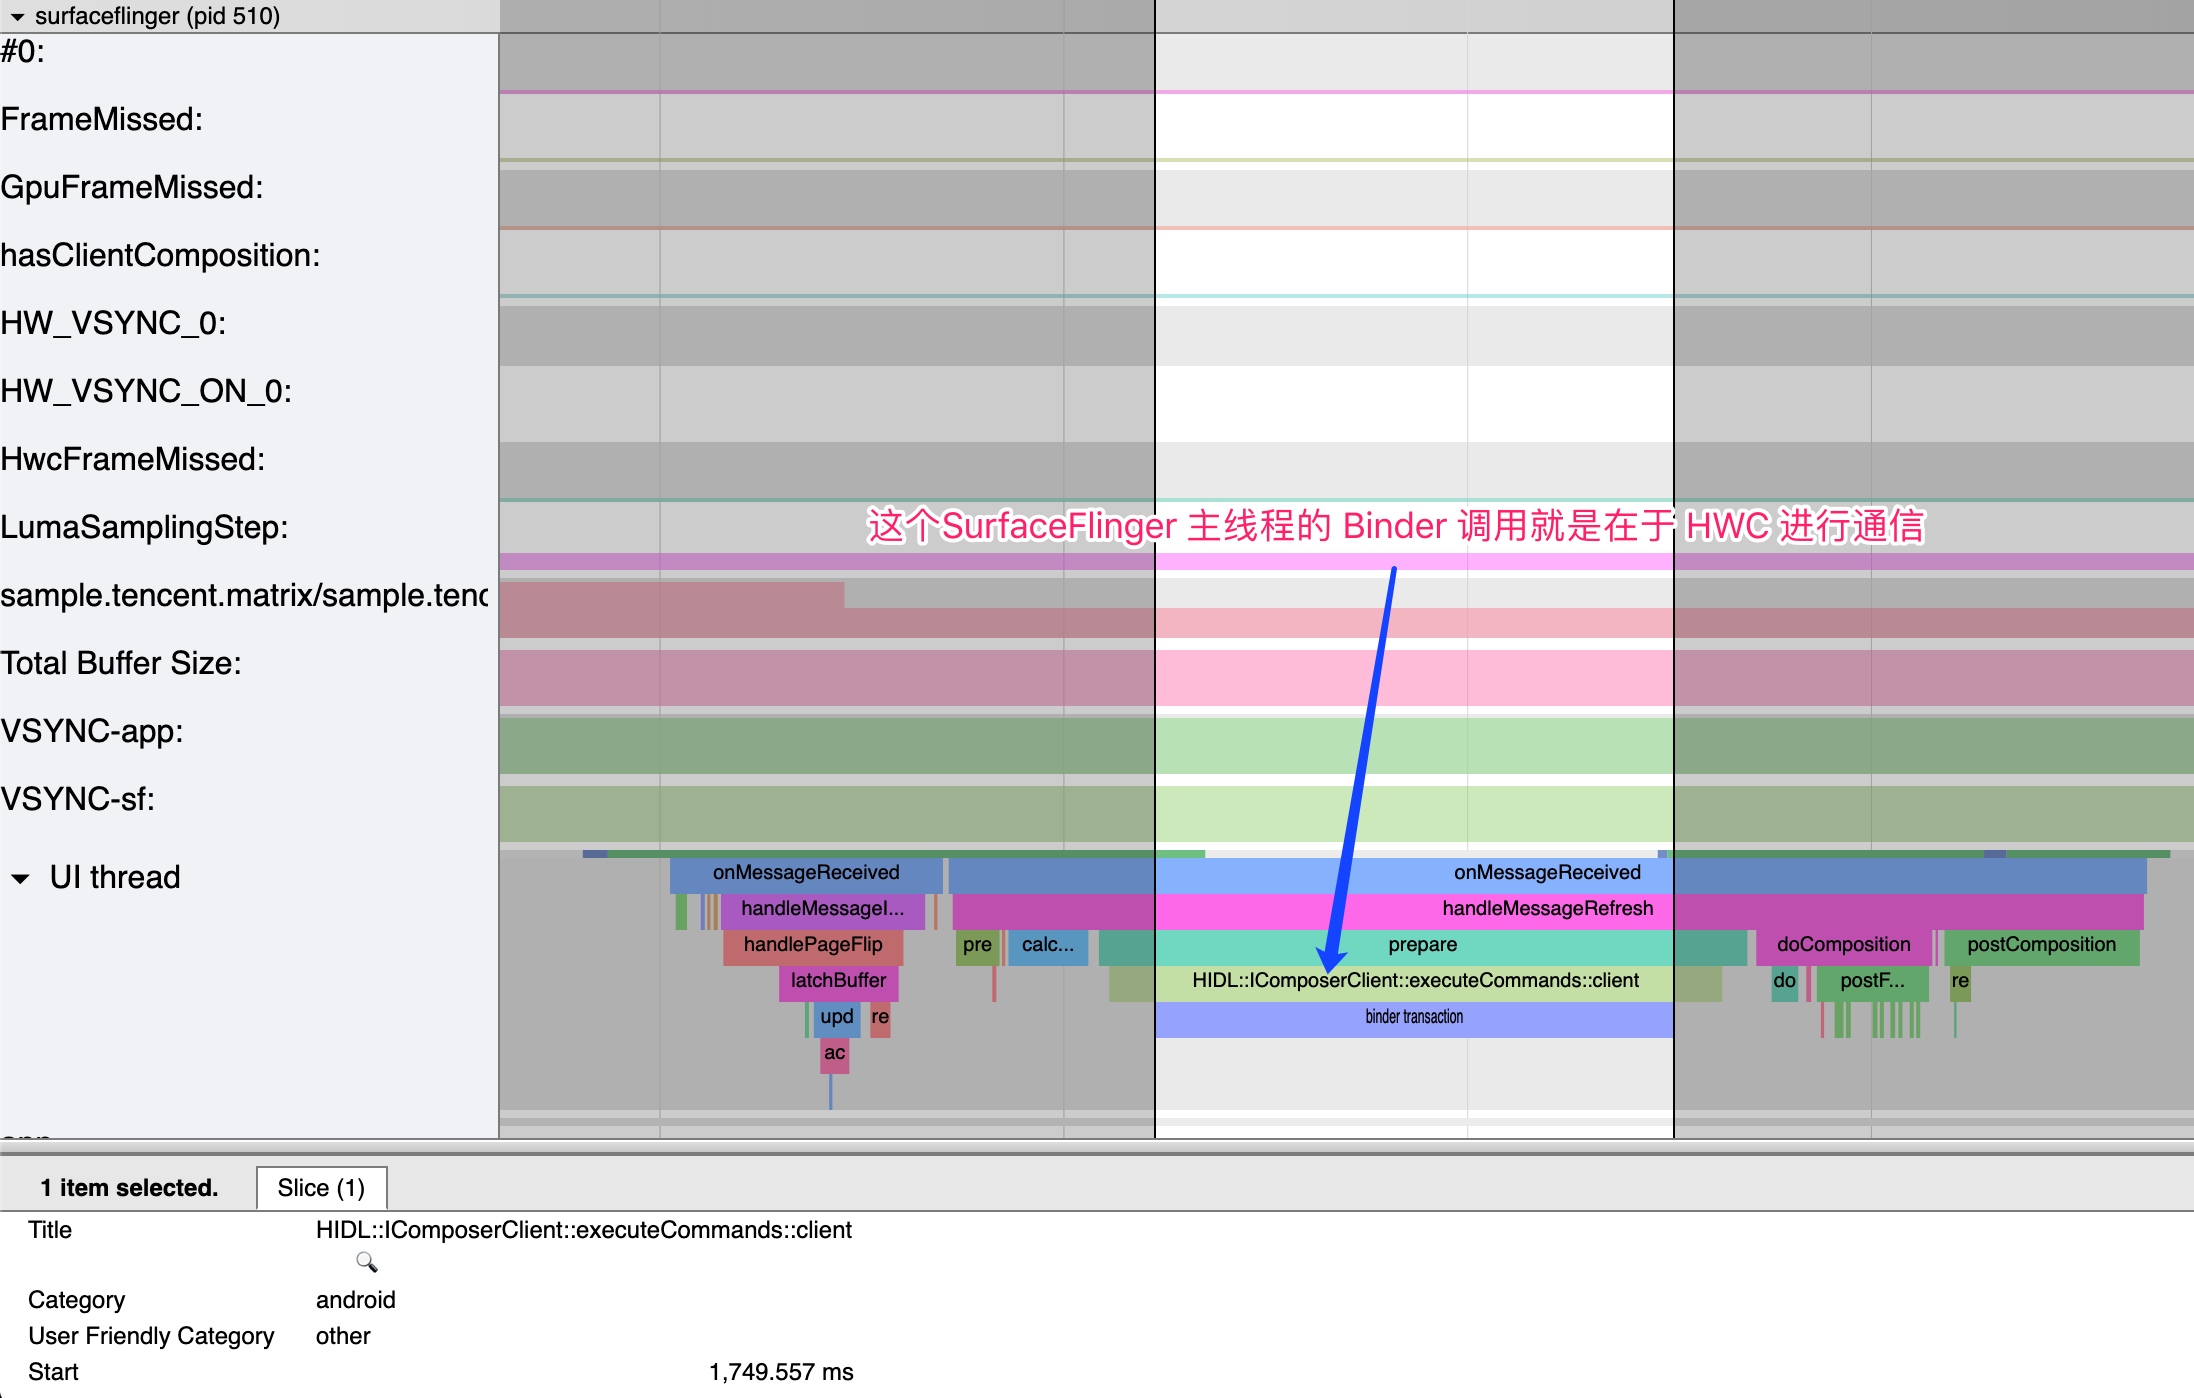 surfaceflinger (pid 510)
#0:
FrameMissed:
GpuFrameMissed:
hasClientComposition:
HW_VSYNC_0:
HW_VSYNC_ON_0:
HwcFrameMissed:
LumaSamplingStep:
这个SurfaceFlinger 主线程的 Binder 调用就是在于 HWC 进行通信
sample.tencent.matrix/sample.tenc
Total Buffer Size:
VSYNC-app:
VSYNC-sf:
UI thread
onMessageReceived onMessageReceived
handleMessageI... handleMessageRefresh
handlePageFlip pre calc... prepare doComposition postComposition
latchBuffer HIDL::IComposerClient::executeCommands::client do postF... re
upd re binder transaction
ac
1 item selected. Slice (1)
Title HIDL::IComposerClient::executeCommands::client
Category android
User Friendly Category other
Start 1,749.557 ms